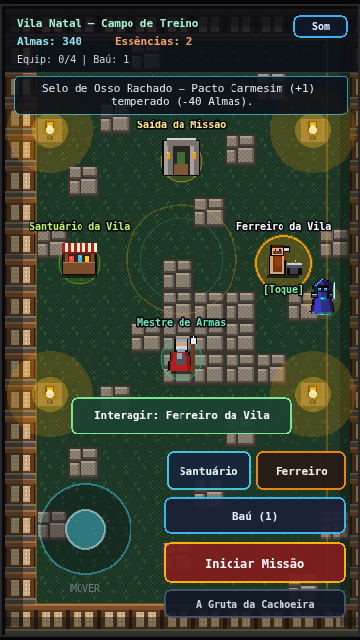 Vila Natal — Campo de Treino
Almas: 340 Essências: 2
Equip: 0/4 | Baú: 1
Som
Selo de Osso Rachado — Pacto Carmesim (+1)
temperado (-40 Almas).
Saída da Missão
Santuário da Vila
Ferreiro da Vila
[Toque]
Mestre de Armas
Interagir: Ferreiro da Vila
Santuário
Ferreiro
Baú (1)
Iniciar Missão
MOVER
A Gruta da Cachoeira